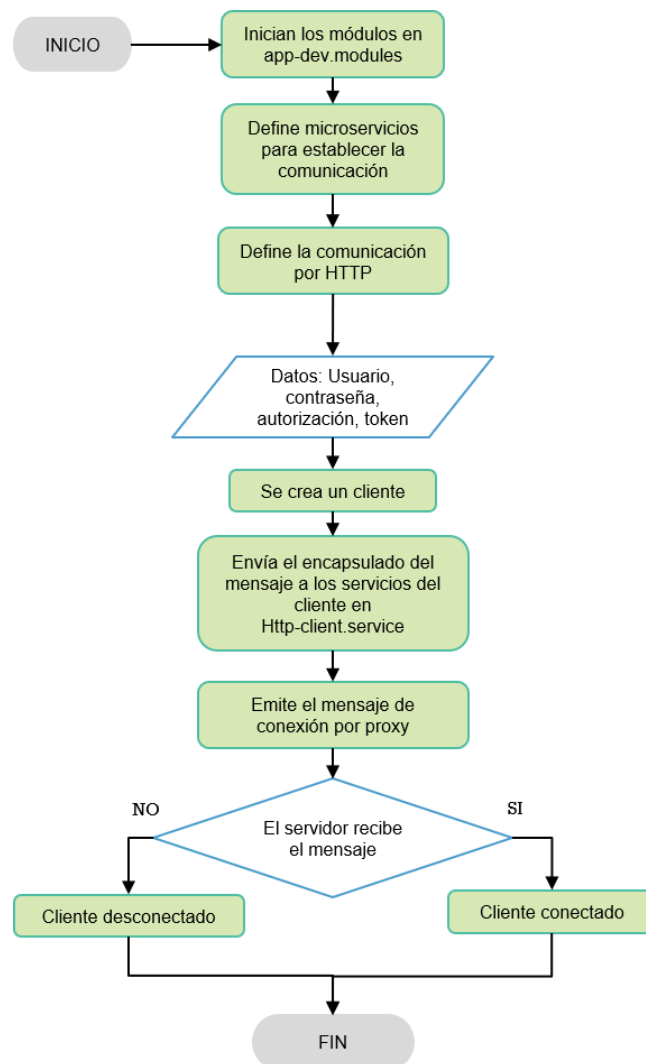 INICIO
Inician los módulos en
app-dev.modules
Define microservicios
para establecer la
comunicación
Define la comunicación
por HTTP
Datos: Usuario,
contraseña,
autorización, token
Se crea un cliente
Envía el encapsulado del
mensaje a los servicios del
cliente en
Http-client.service
Emite el mensaje de
conexión por proxy
NO
SI
El servidor recibe
el mensaje
Cliente desconectado
Cliente conectado
FIN